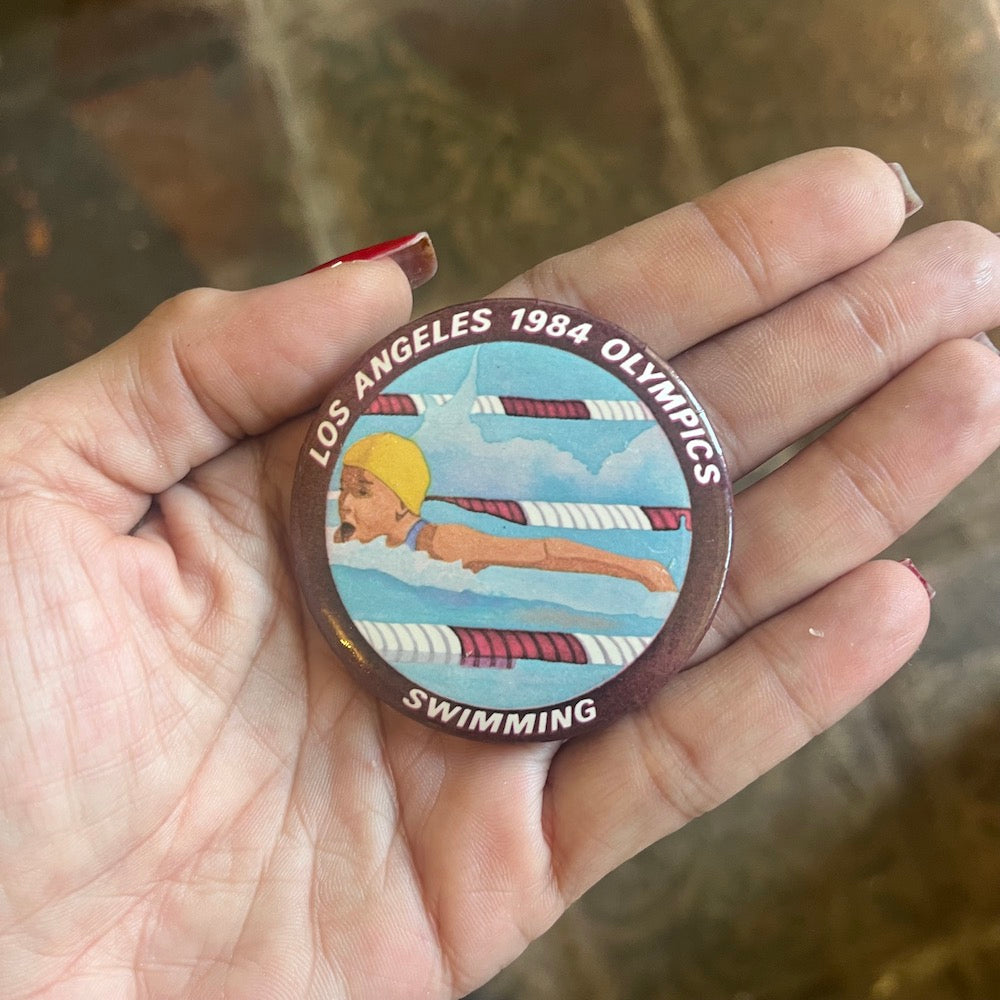 LOS ANGELES 1984 OLYMPICS
SWIMMING